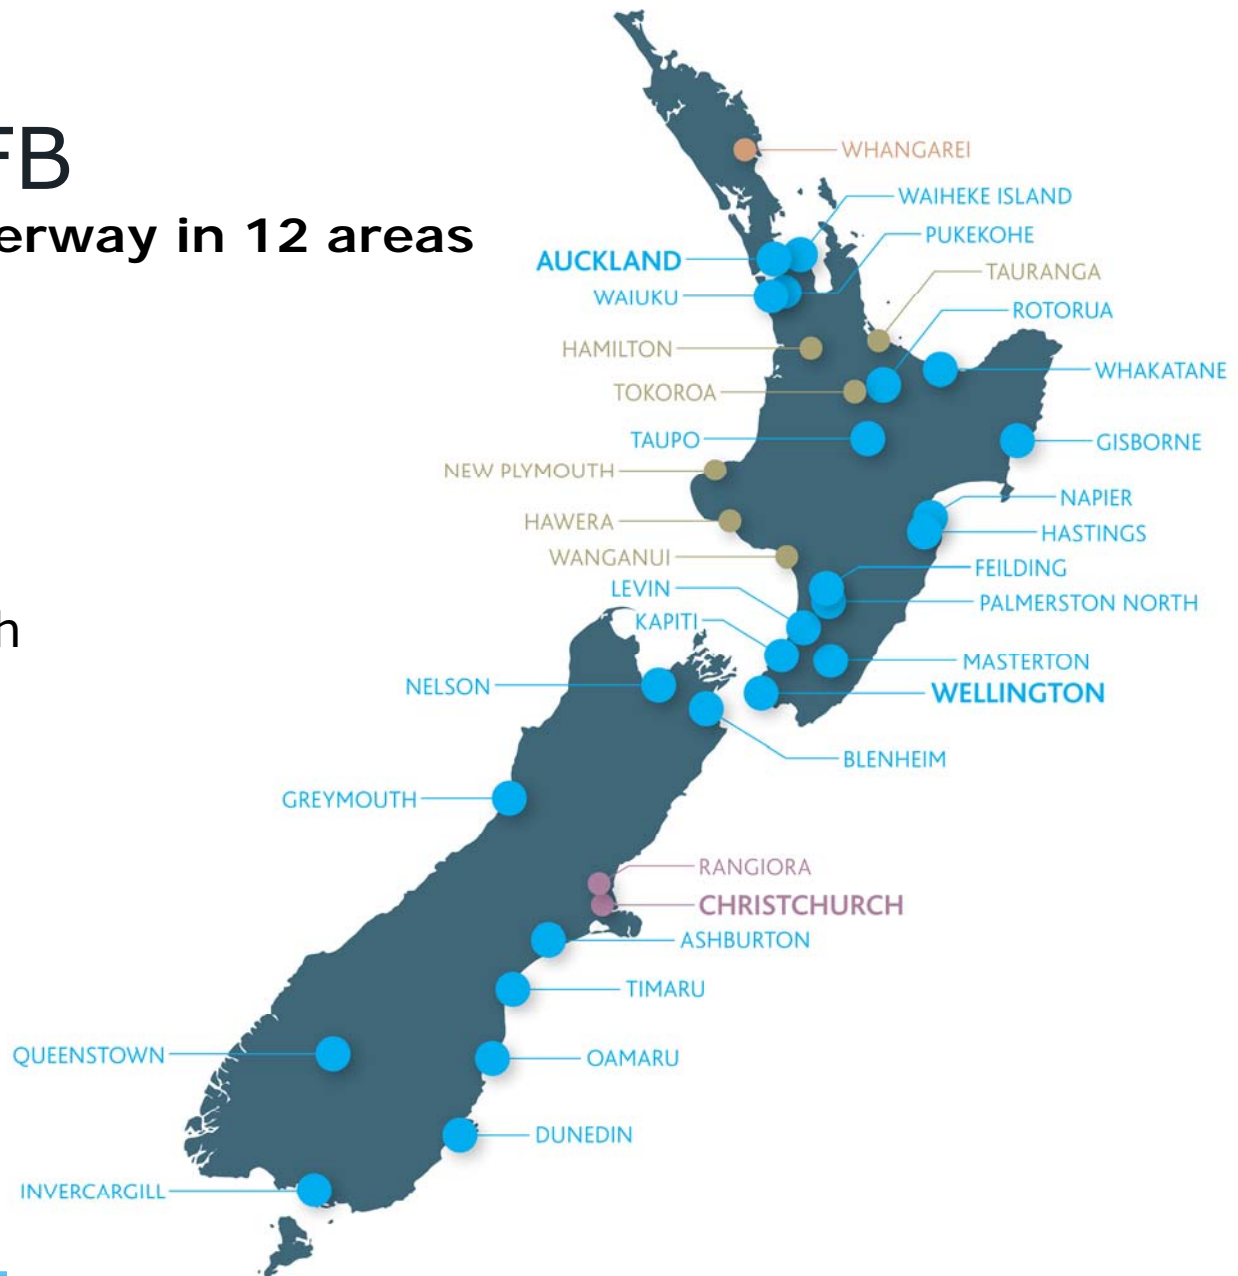 FB
erway in 12 areas
h
WHANGAREI
WAIHEKE ISLAND
PUKEKOHE
AUCKLAND
TAURANGA
WAIUKU
ROTORUA
HAMILTON
WHAKATANE
TOKOROA
TAUPO
GISBORNE
NEW PLYMOUTH
NAPIER
HAWERA
HASTINGS
WANGANUI
FEILDING
LEVIN
PALMERSTON NORTH
KAPITI
MASTERTON
NELSON
WELLINGTON
BLENHEIM
GREYMOUTH
RANGIORA
CHRISTCHURCH
ASHBURTON
TIMARU
QUEENSTOWN
OAMARU
DUNEDIN
INVERCARGILL